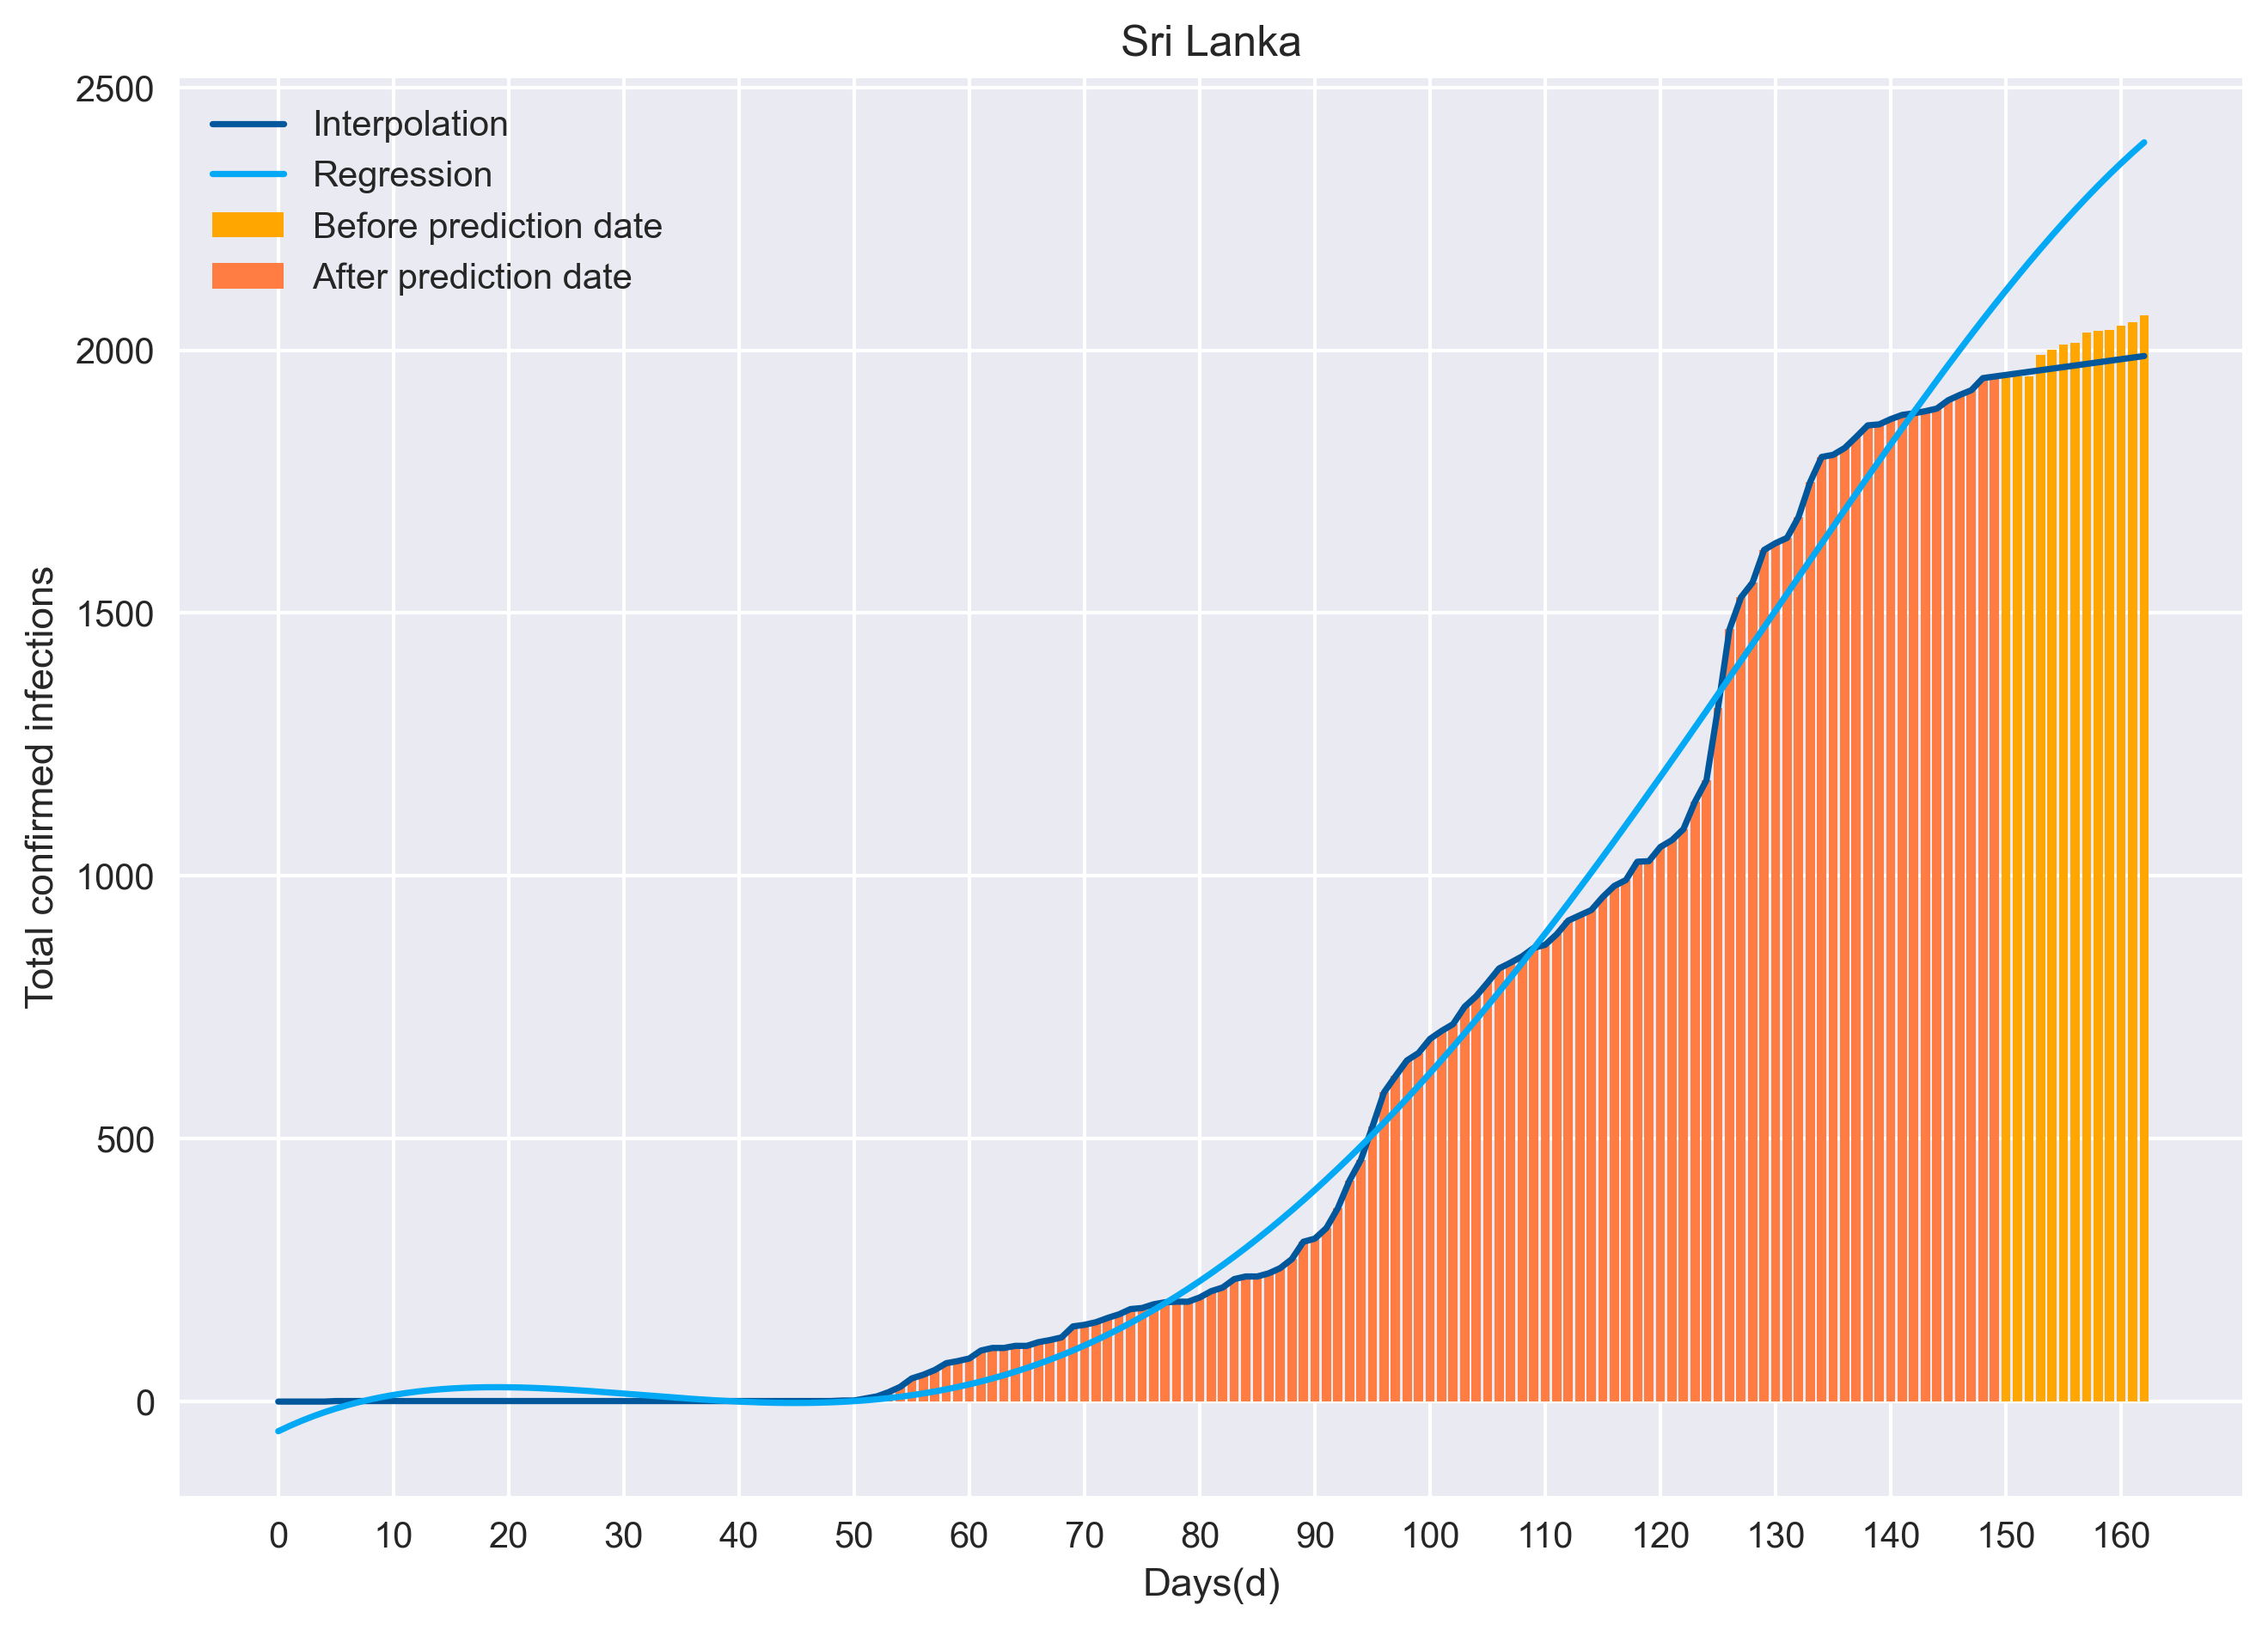 Sri Lanka
2500
2000
1500
1000
500
0
Total confirmed infections
Interpolation
Regression
Before prediction date
After prediction date
0 10 20 30 40 50 60 70 80 90 100 110 120 130 140 150 160
Days(d)